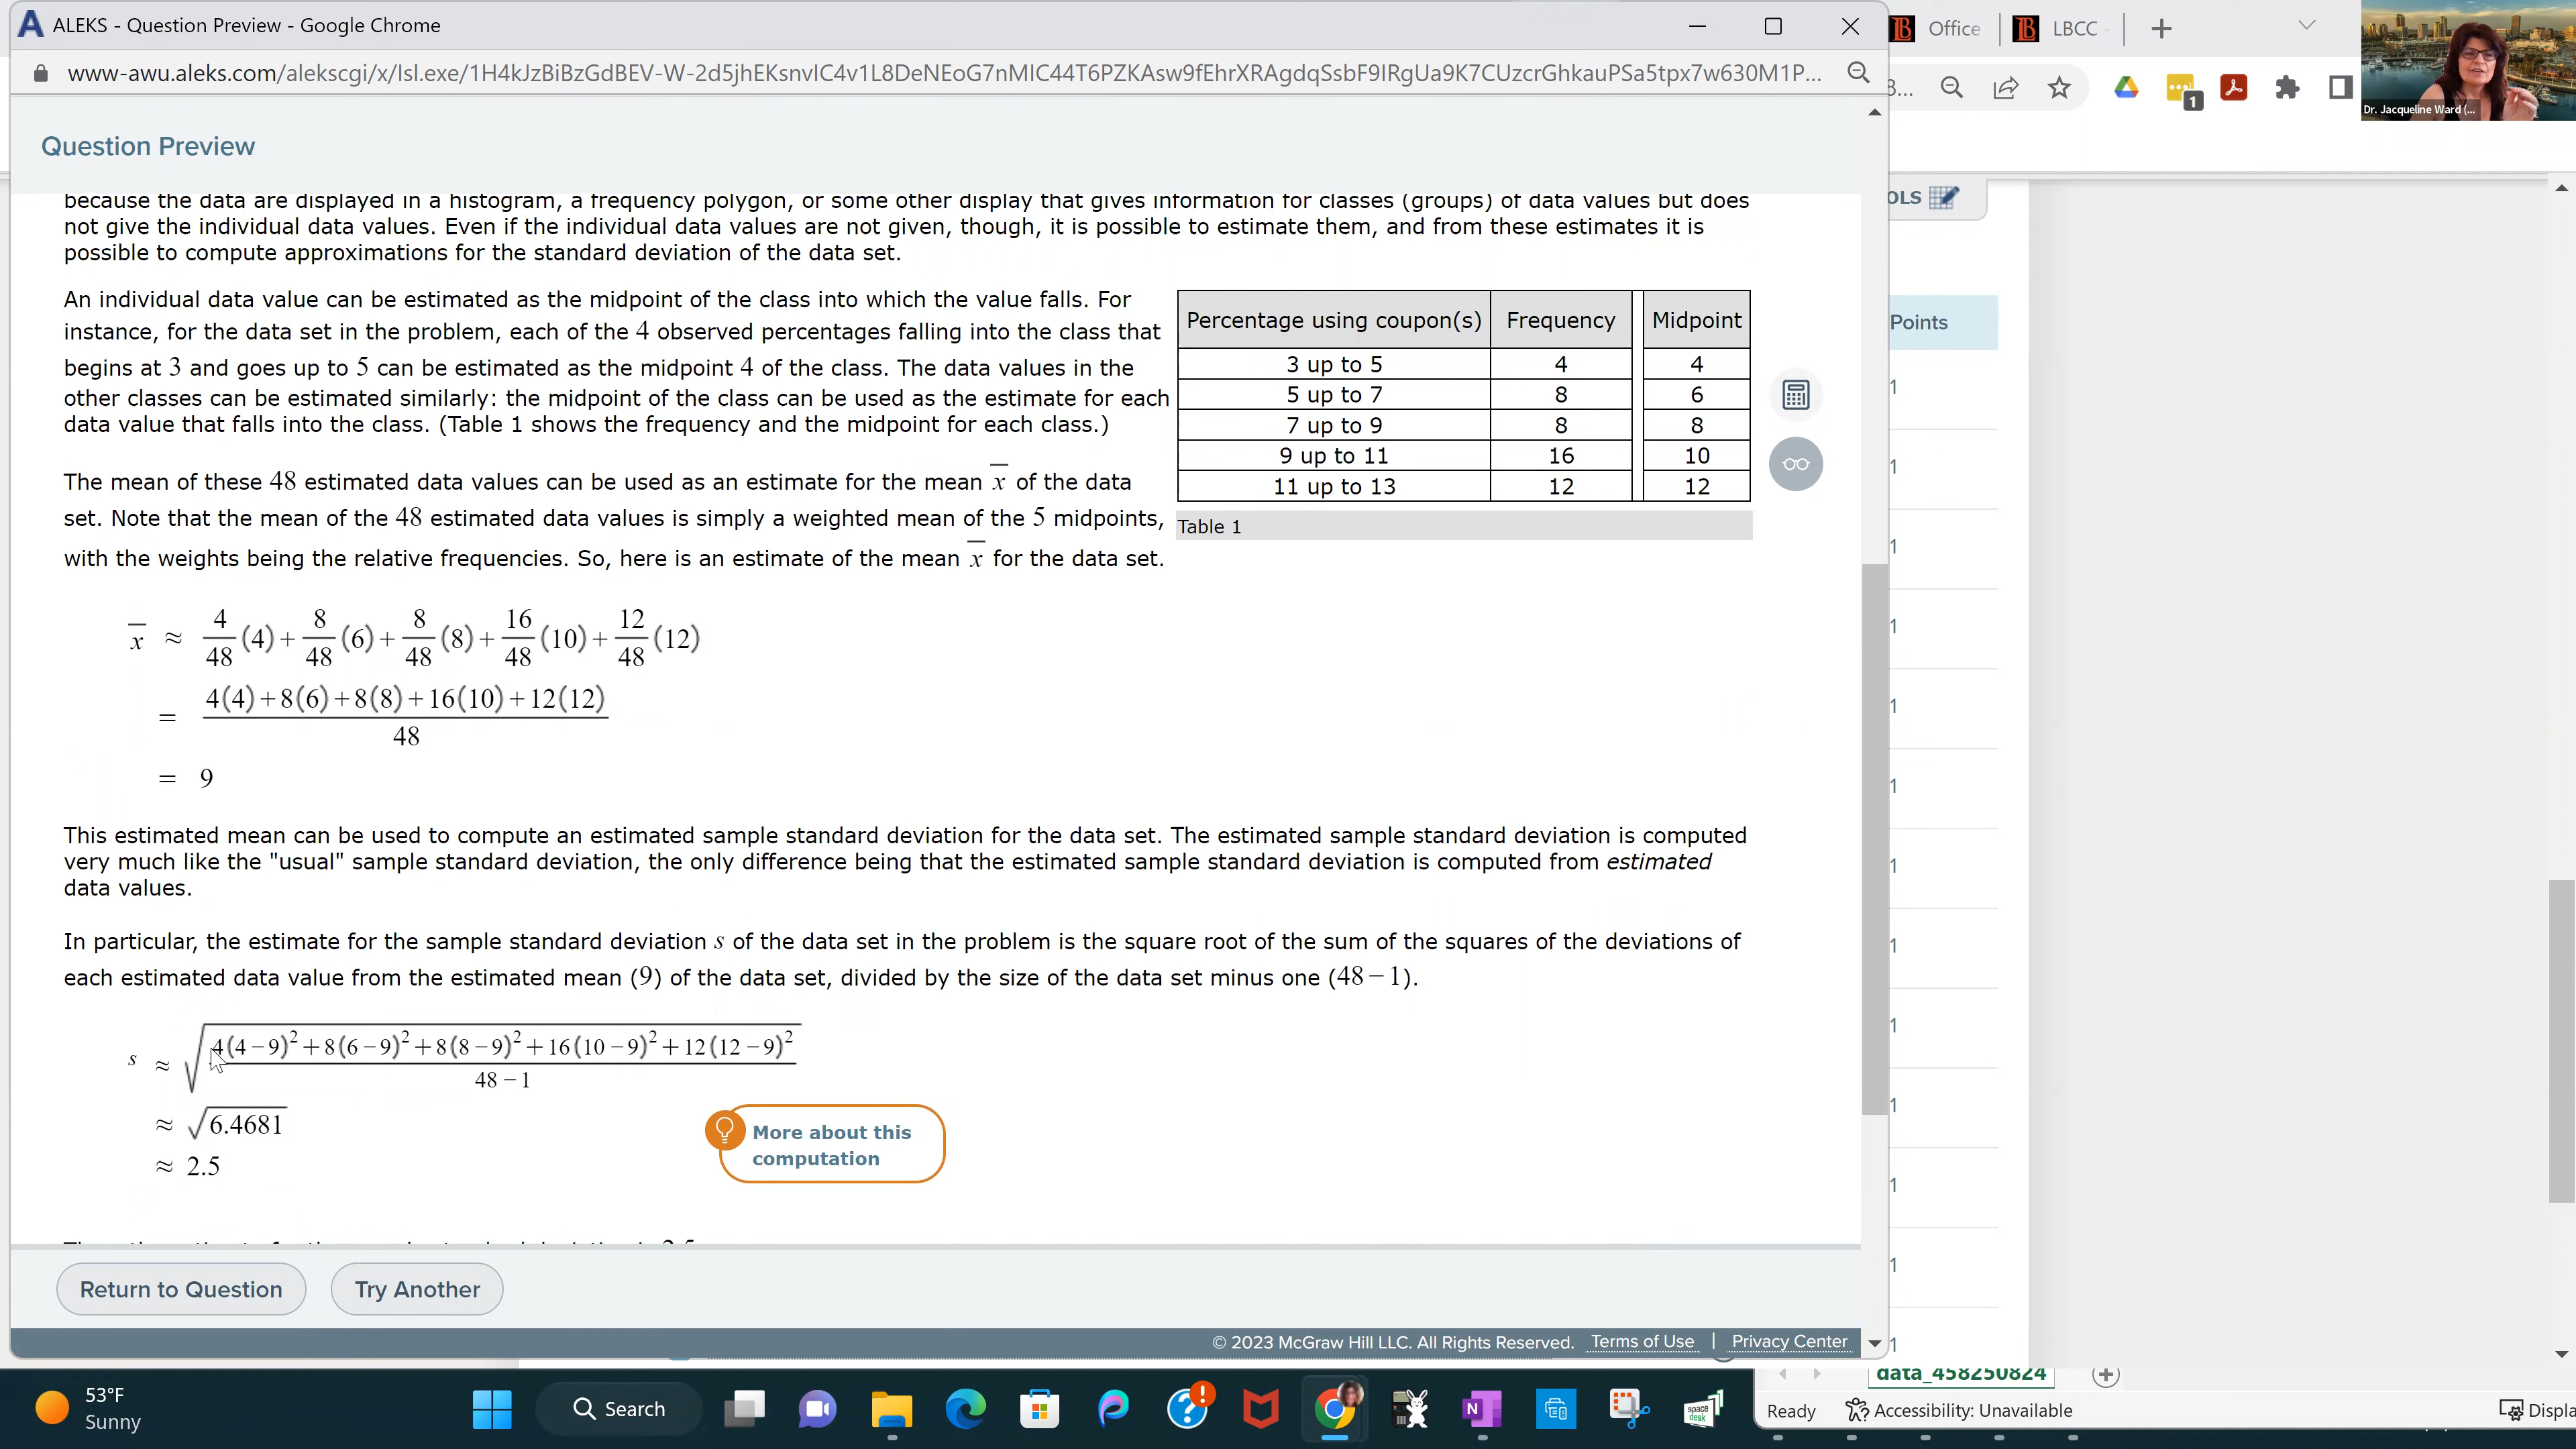 ALEKS - Question Preview - Google Chrome
Office
LBCC
www-awu.aleks.com/alekscgi/x/Isl.exe/1H4kJzBiBzGdBEV-W-2d5jhEKsnvIC4v1L8DeNEoG7nMIC44T6PZKAsw9fEhrXRAgdqSsbF9IRgUa9K7CUzcrGhkauPSa5tpx7w630M1P...
8...
1
Dr. Jacqueline Ward (...
Question Preview
OLS
because the data are displayed in a histogram, a frequency polygon, or some other display that gives information for classes (groups) of data values but does
not give the individual data values. Even if the individual data values are not given, though, it is possible to estimate them, and from these estimates it is
possible to compute approximations for the standard deviation of the data set.
An individual data value can be estimated as the midpoint of the class into which the value falls. For
instance, for the data set in the problem, each of the 4 observed percentages falling into the class that
begins at 3 and goes up to 5 can be estimated as the midpoint 4 of the class. The data values in the
other classes can be estimated similarly: the midpoint of the class can be used as the estimate for each
data value that falls into the class. (Table 1 shows the frequency and the midpoint for each class.)
Percentage using coupon(s) Frequency Midpoint
3 up to 5 4 4
5 up to 7 8 6
7 up to 9 8 8
9 up to 11 16 10
11 up to 13 12 12
Table 1
The mean of these 48 estimated data values can be used as an estimate for the mean x̅ of the data
set. Note that the mean of the 48 estimated data values is simply a weighted mean of the 5 midpoints,
with the weights being the relative frequencies. So, here is an estimate of the mean x̅ for the data set.
x̅ ≈ 4/48 (4) + 8/48 (6) + 8/48 (8) + 16/48 (10) + 12/48 (12)
= 4(4)+8(6)+8(8)+16(10)+12(12) / 48
= 9
This estimated mean can be used to compute an estimated sample standard deviation for the data set. The estimated sample standard deviation is computed
very much like the "usual" sample standard deviation, the only difference being that the estimated sample standard deviation is computed from estimated
data values.
In particular, the estimate for the sample standard deviation s of the data set in the problem is the square root of the sum of the squares of the deviations of
each estimated data value from the estimated mean (9) of the data set, divided by the size of the data set minus one (48−1).
s ≈ √(4(4−9)²+8(6−9)²+8(8−9)²+16(10−9)²+12(12−9)² / 48−1)
≈ √6.4681
≈ 2.5
More about this
computation
Return to Question
Try Another
© 2023 McGraw Hill LLC. All Rights Reserved. Terms of Use | Privacy Center
Points
1
1
1
1
1
1
1
1
1
1
1
1
1
data_458250824
Ready
Accessibility: Unavailable
Displa
53°F
Sunny
Search
space
desk